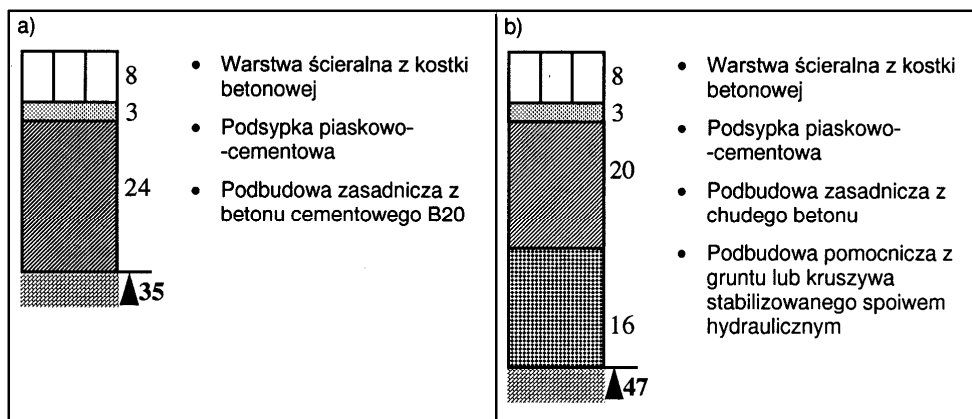 a)
8
3
24
35
• Warstwa ścieralna z kostki
betonowej
• Podsypka piaskowo-
-cementowa
• Podbudowa zasadnicza z
betonu cementowego B20
b)
8
3
20
16
47
• Warstwa ścieralna z kostki
betonowej
• Podsypka piaskowo-
-cementowa
• Podbudowa zasadnicza z
chudego betonu
• Podbudowa pomocnicza z
gruntu lub kruszywa
stabilizowanego spoiwem
hydraulicznym